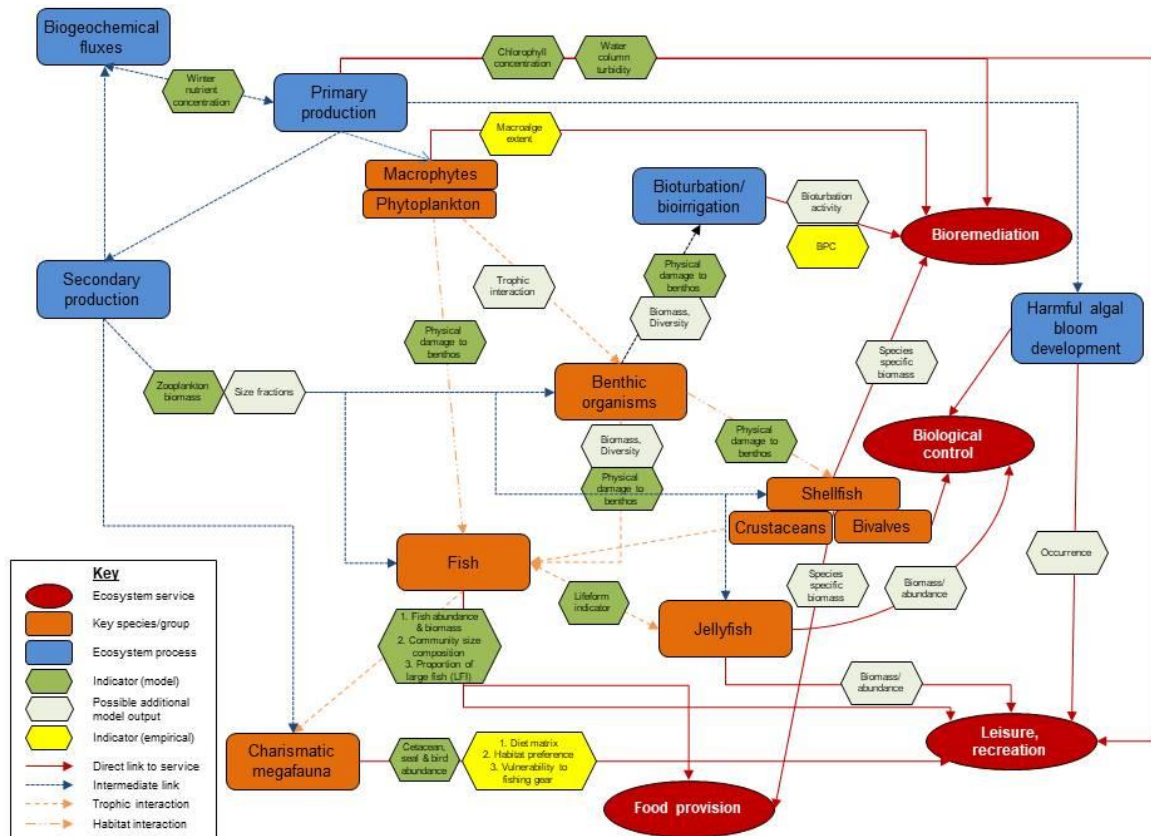 Biogeochemical
fluxes
Winter
nutrient
concentration
Primary
production
Chlorophyll
concentration
Water
column
turbidity
Macroalge
extent
Macrophytes
Phytoplankton
Bioturbation/
bioirrigation
Bioturbation
activity
BPC
Bioremediation
Secondary
production
Trophic
interaction
Physical
damage to
benthos
Biomass,
Diversity
Harmful algal
bloom
development
Physical
damage to
benthos
Species
specific
biomass
Zooplankton
biomass
Size fractions
Benthic
organisms
Biomass,
Diversity
Physical
damage to
benthos
Physical
damage to
benthos
Biological
control
Shellfish
Crustaceans
Bivalves
Fish
Lifeform
indicator
Jellyfish
Species
specific
biomass
Biomass/
abundance
Occurrence
1. Fish abundance
& biomass
2. Community size
composition
3. Proportion of
large fish (LFI)
Biomass/
abundance
Charismatic
megafauna
Cetacean,
seal & bird
abundance
1. Diet matrix
2. Habitat preference
3. Vulnerability to
fishing gear
Leisure,
recreation
Food provision
Key
Ecosystem service
Key species/group
Ecosystem process
Indicator (model)
Possible additional
model output
Indicator (empirical)
Direct link to service
Intermediate link
Trophic interaction
Habitat interaction